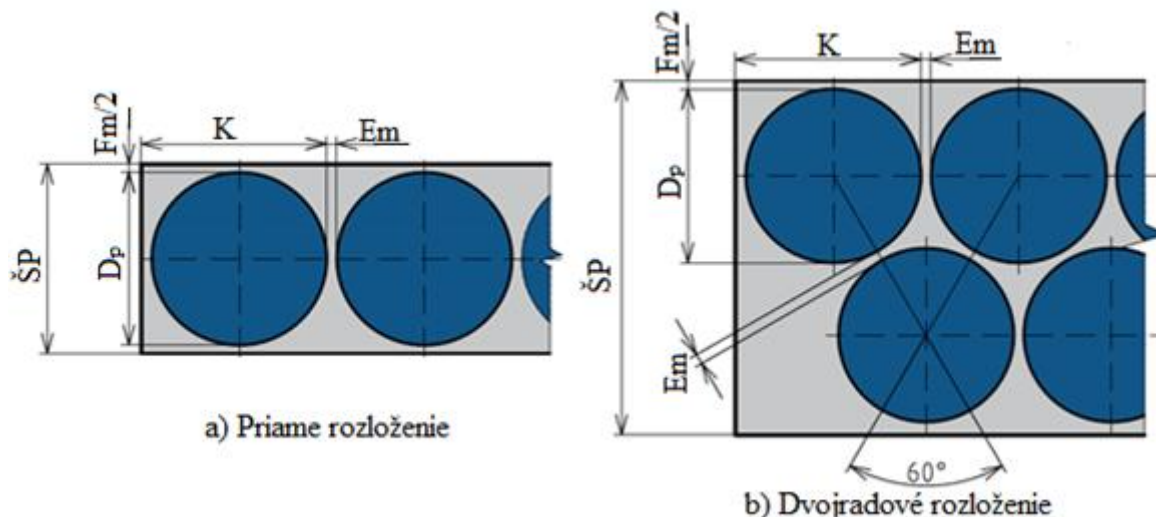 Fm/2
K
Em
Dₚ
ŠP
a) Priame rozloženie
Fm/2
K
Em
Dₚ
ŠP
Em
60°
b) Dvojradové rozloženie